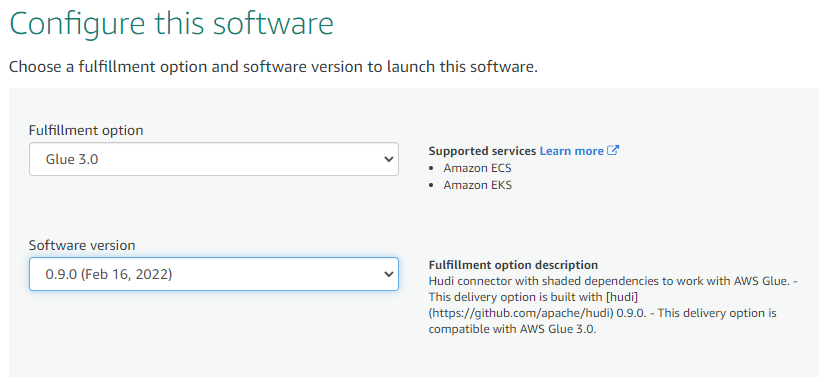 Configure this software
Choose a fulfillment option and software version to launch this software.
Fulfillment option
Glue 3.0
Supported services Learn more
• Amazon ECS
• Amazon EKS
Software version
0.9.0 (Feb 16, 2022)
Fulfillment option description
Hudi connector with shaded dependencies to work with AWS Glue. -
This delivery option is built with [hudi]
(https://github.com/apache/hudi) 0.9.0. - This delivery option is
compatible with AWS Glue 3.0.